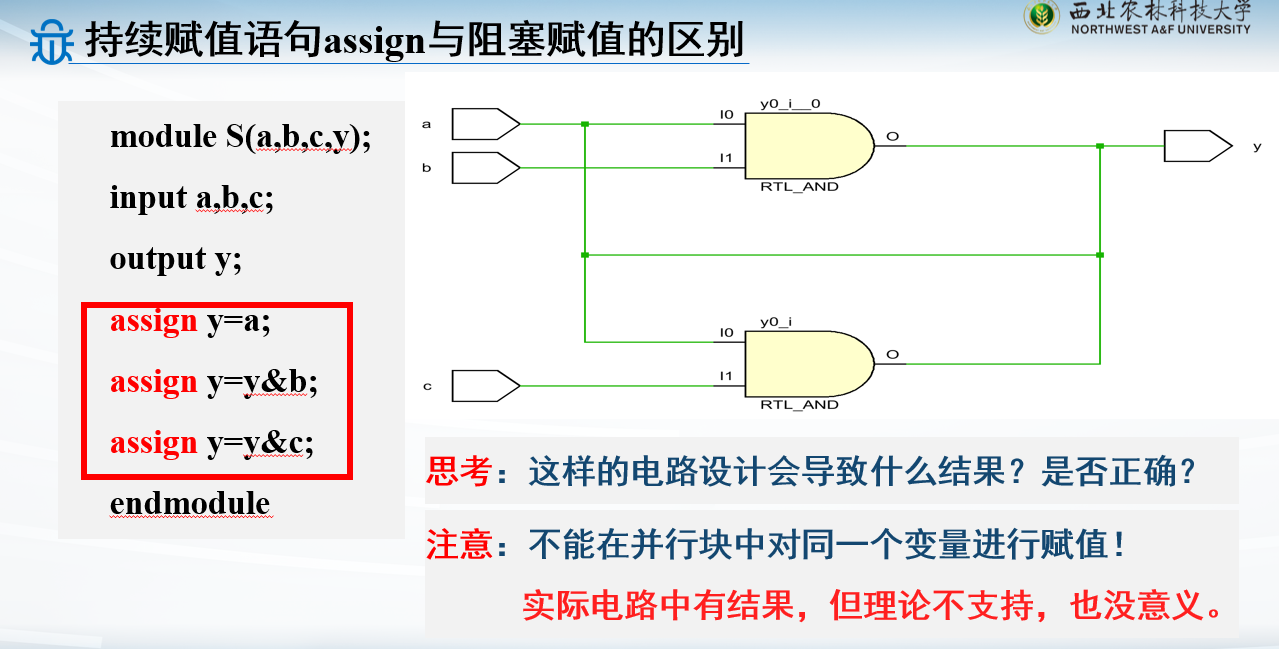 持续赋值语句assign与阻塞赋值的区别
西北农林科技大学
NORTHWEST A&F UNIVERSITY
module S(a,b,c,y);
input a,b,c;
output y;
assign y=a;
assign y=y&b;
assign y=y&c;
endmodule
y0_i__0
a
I0
O
y
b
I1
RTL_AND
y0_i
I0
O
c
I1
RTL_AND
思考：这样的电路设计会导致什么结果？是否正确？
注意：不能在并行块中对同一个变量进行赋值！
实际电路中有结果，但理论不支持，也没意义。